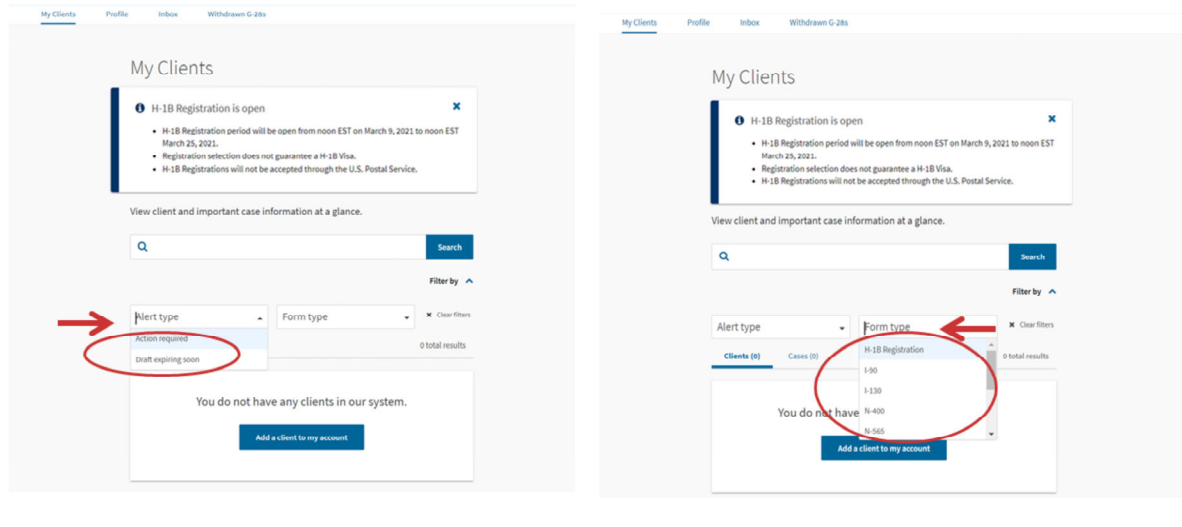 My Clients Profile Inbox Withdrawn G-28s
My Clients
H-1B Registration is open
H-1B Registration period will be open from noon EST on March 9, 2021 to noon EST
March 25, 2021.
Registration selection does not guarantee a H-1B Visa.
H-1B Registrations will not be accepted through the U.S. Postal Service.
View client and important case information at a glance.
Search
Filter by
Alert type Form type Clear filters
Action required
0 total results
Draft expiring soon
You do not have any clients in our system.
Add a client to my account
My Clients Profile Inbox Withdrawn G-28s
My Clients
H-1B Registration is open
H-1B Registration period will be open from noon EST on March 9, 2021 to noon EST
March 25, 2021.
Registration selection does not guarantee a H-1B Visa.
H-1B Registrations will not be accepted through the U.S. Postal Service.
View client and important case information at a glance.
Search
Filter by
Alert type Form type Clear filters
H-1B Registration
Clients (0) Cases (0) 0 total results
I-90
I-130
You do not have N-400
N-565
Add a client to my account